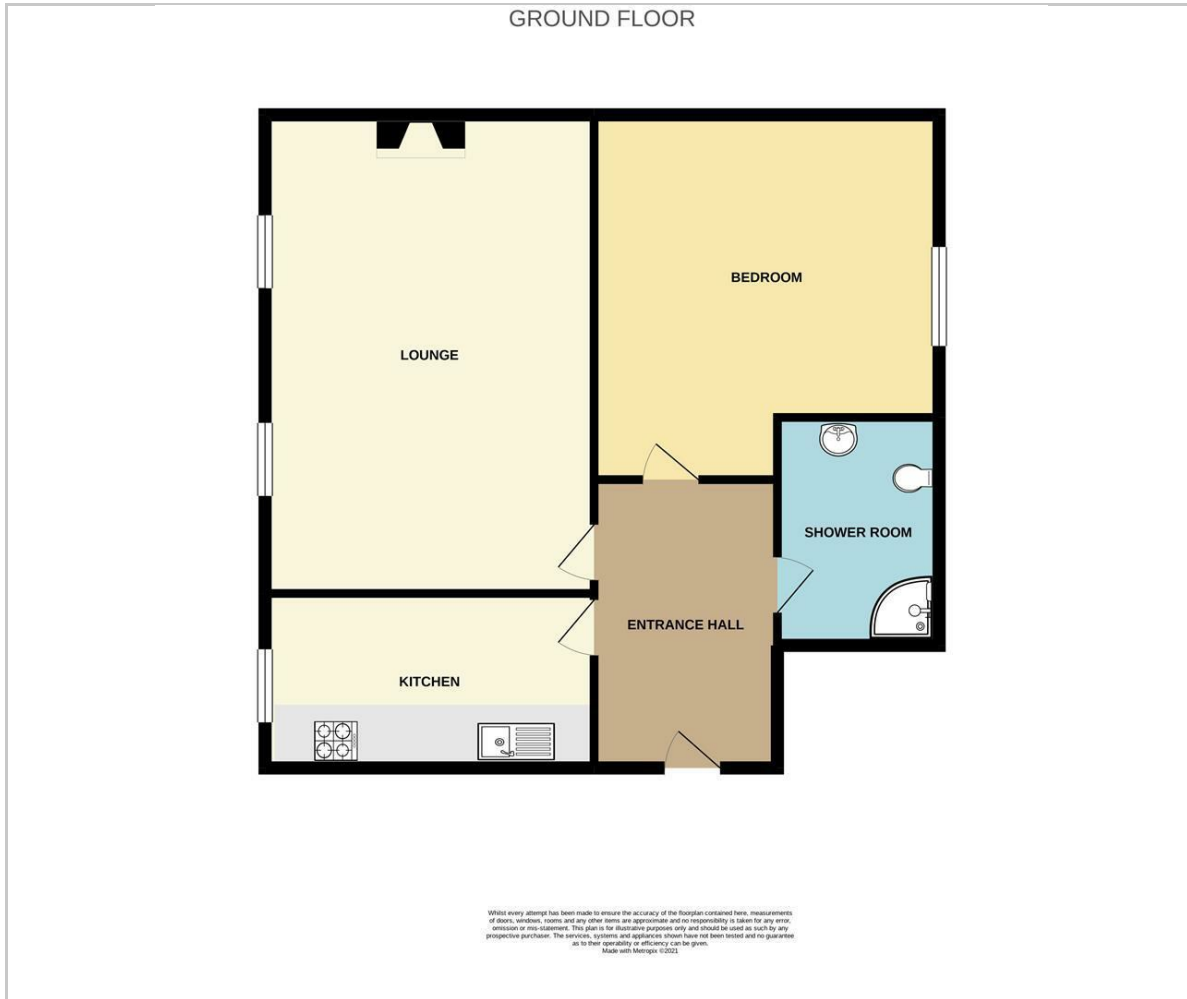 GROUND FLOOR
BEDROOM
LOUNGE
SHOWER ROOM
ENTRANCE HALL
KITCHEN
Whilst every attempt has been made to ensure the accuracy of the floorplan contained here, measurements
of doors, windows, rooms and any other items are approximate and no responsibility is taken for any error,
omission or mis-statement. This plan is for illustrative purposes only and should be used as such by any
prospective purchaser. The services, systems and appliances shown have not been tested and no guarantee
as to their operability or efficiency can be given.
Made with Metropix ©2021